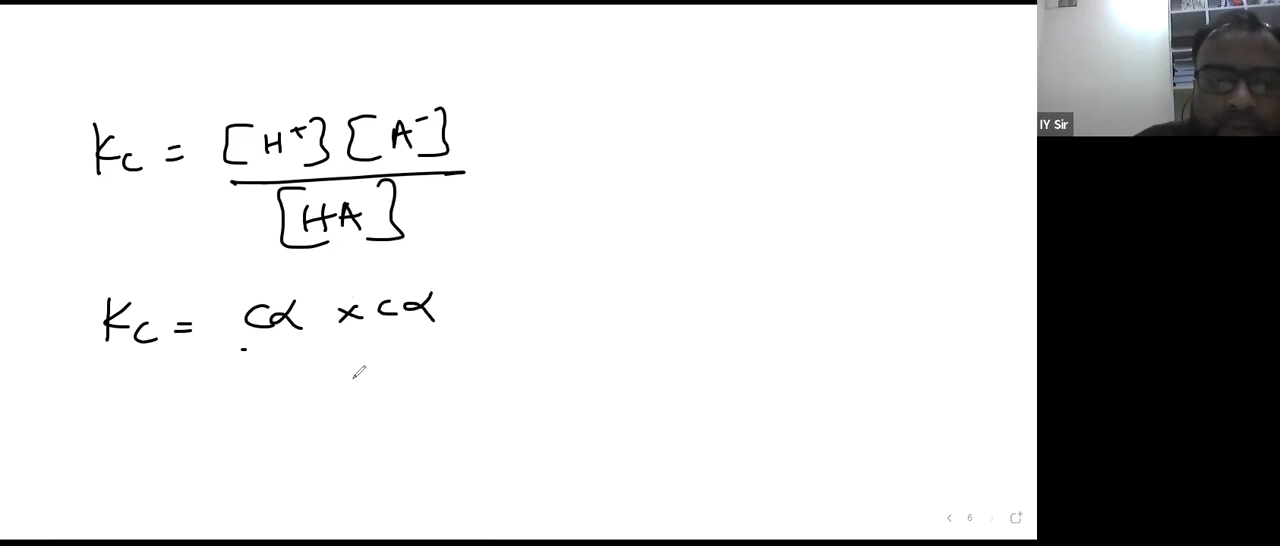 Kc = [H⁺] [A⁻]
[HA]
Kc = cα × cα
IY Sir
6